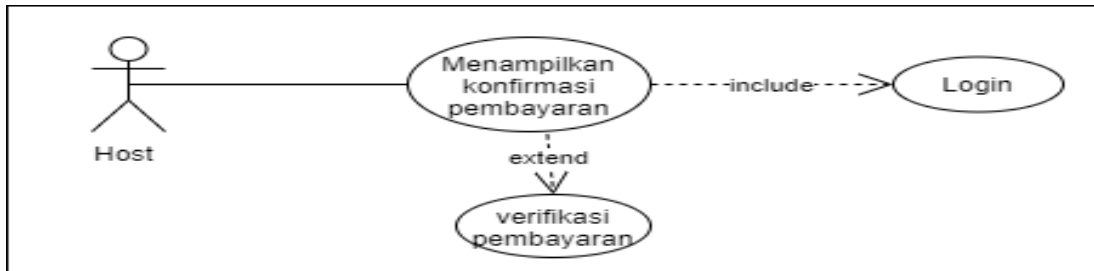 Menampilkan
konfirmasi
pembayaran
include
Login
Host
extend
verifikasi
pembayaran